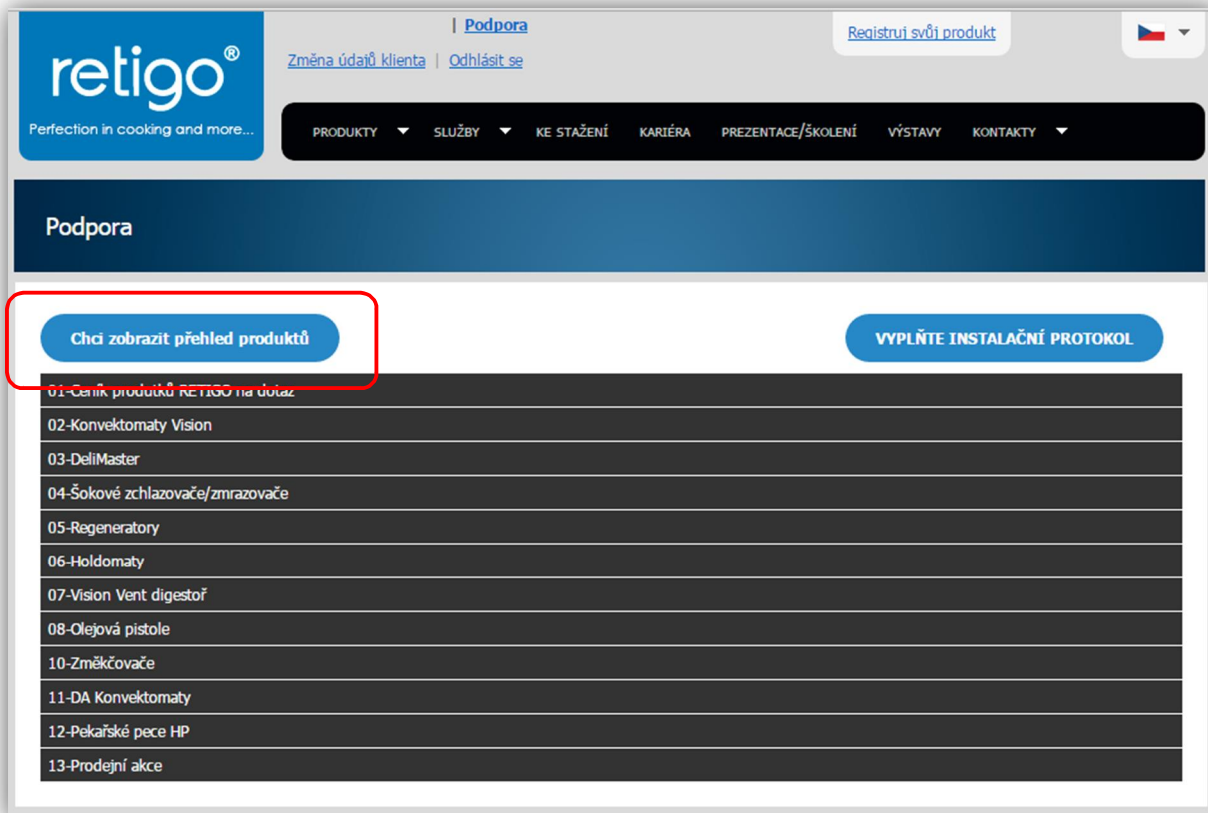 retigo®
Perfection in cooking and more...
| Podpora
Změna údajů klienta | Odhlásit se
Registruj svůj produkt
PRODUKTY SLUŽBY KE STAŽENÍ KARIÉRA PREZENTACE/ŠKOLENÍ VÝSTAVY KONTAKTY
Podpora
Chci zobrazit přehled produktů
VYPLŇTE INSTALAČNÍ PROTOKOL
01-Ceník produtků RETIGO na dotaz
02-Konvektomaty Vision
03-DeliMaster
04-Šokové zchlazovače/zmrazovače
05-Regeneratory
06-Holdomaty
07-Vision Vent digestoř
08-Olejová pistole
10-Změkčovače
11-DA Konvektomaty
12-Pekařské pece HP
13-Prodejní akce